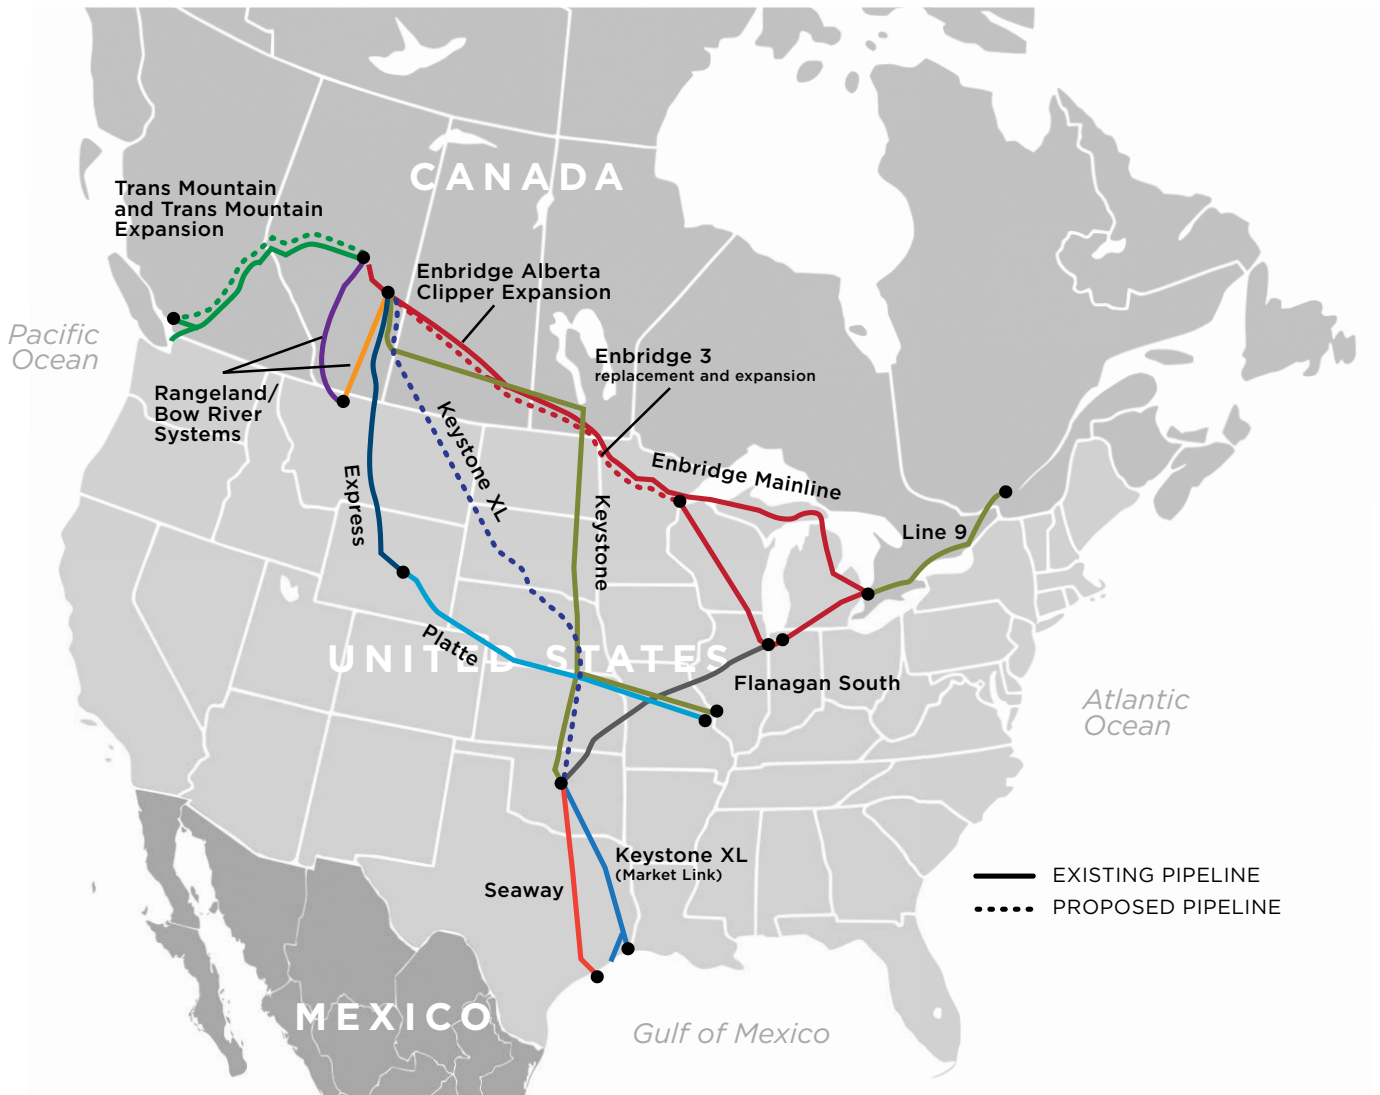 CANADA
Trans Mountain
and Trans Mountain
Expansion
Enbridge Alberta
Clipper Expansion
Pacific
Ocean
Enbridge 3
replacement and expansion
Rangeland/
Bow River
Systems
Keystone XL
Express
Enbridge Mainline
Keystone
Line 9
Platte
UNITED STATES
Flanagan South
Atlantic
Ocean
Keystone XL
(Market Link)
Seaway
EXISTING PIPELINE
PROPOSED PIPELINE
MEXICO
Gulf of Mexico